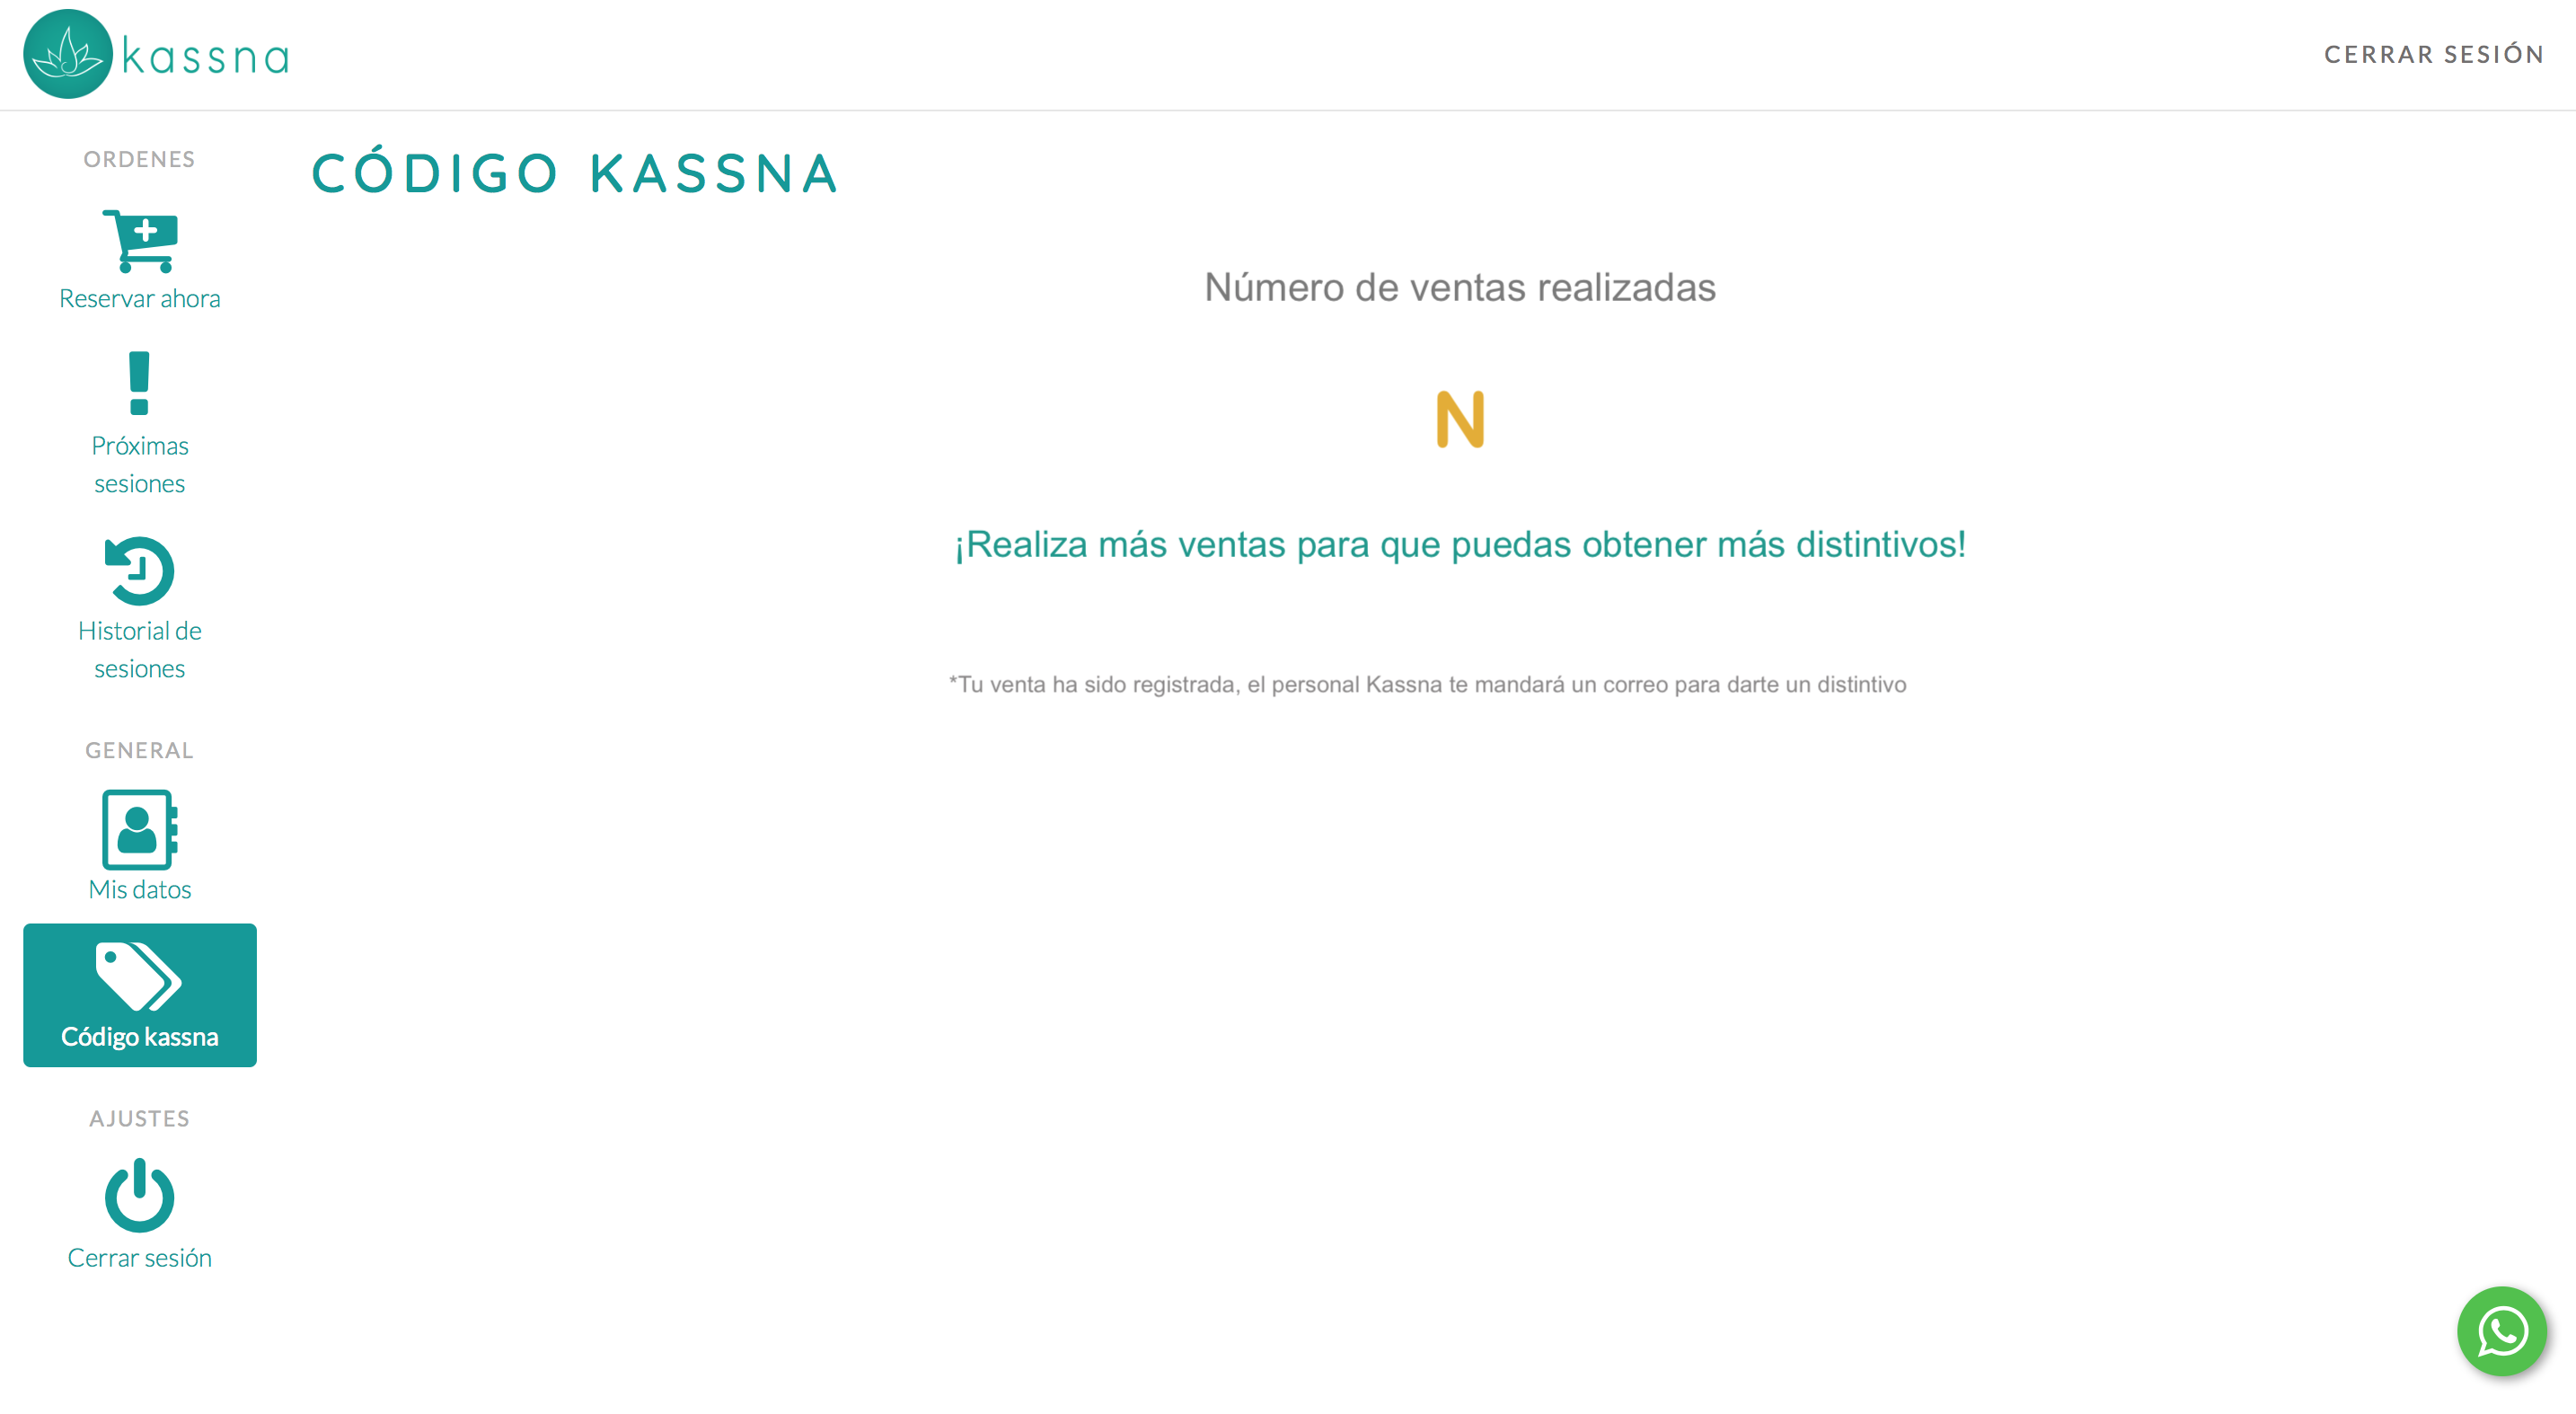 kassna
CERRAR SESIÓN
ORDENES
Reservar ahora
Próximas
sesiones
Historial de
sesiones
GENERAL
Mis datos
Código kassna
AJUSTES
Cerrar sesión
CÓDIGO KASSNA
Número de ventas realizadas
N
¡Realiza más ventas para que puedas obtener más distintivos!
*Tu venta ha sido registrada, el personal Kassna te mandará un correo para darte un distintivo